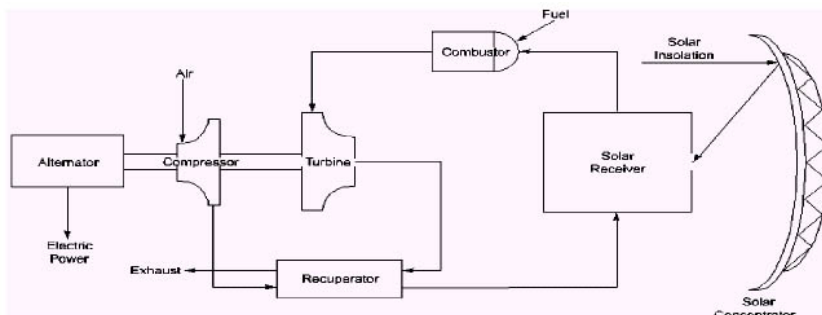 Fuel
Combustor
Solar
Insolation
Air
Alternator
Compressor
Turbine
Solar
Receiver
Electric
Power
Exhaust
Recuperator
Solar
Concentrator